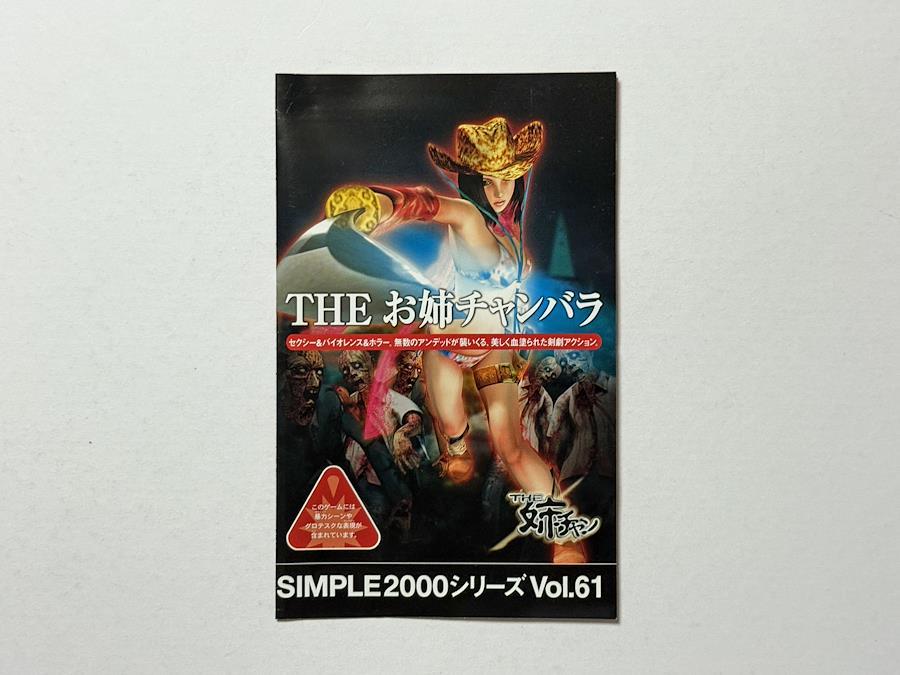 THE お姉チャンバラ
セクシー&バイオレンス&ホラー。無数のアンデッドが襲いくる、美しく血塗られた剣劇アクション。
このゲームには
暴力シーンや
グロテスクな表現が
含まれています。
THE
姉チャン
SIMPLE2000シリーズ Vol.61